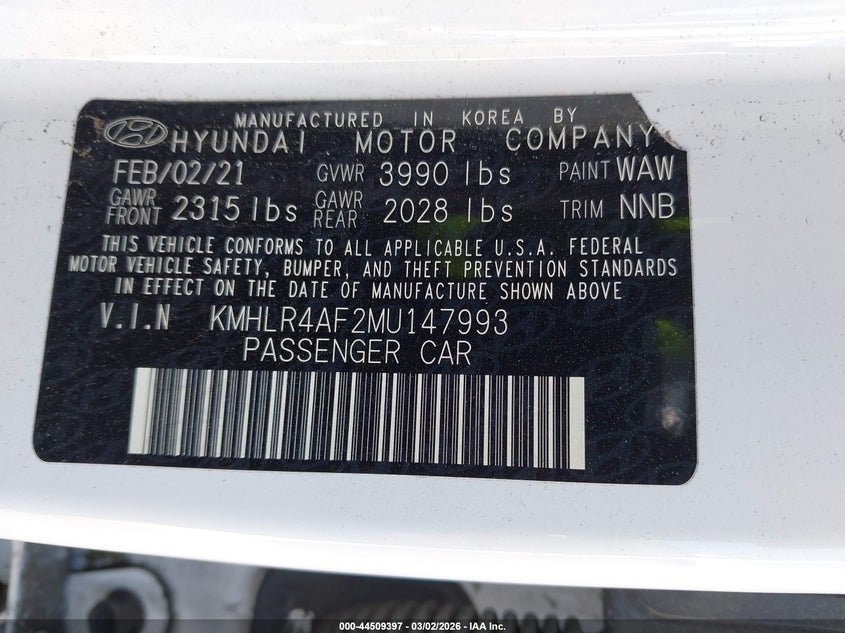 MANUFACTURED IN KOREA BY
HYUNDAI MOTOR COMPANY
FEB/02/21 GVWR 3990 lbs PAINT WAW
GAWR FRONT 2315 lbs GAWR REAR 2028 lbs TRIM NNB
THIS VEHICLE CONFORMS TO ALL APPLICABLE U.S.A. FEDERAL
MOTOR VEHICLE SAFETY, BUMPER, AND THEFT PREVENTION STANDARDS
IN EFFECT ON THE DATE OF MANUFACTURE SHOWN ABOVE
V.I.N KMHLR4AF2MU147993
PASSENGER CAR
000-44509397 - 03/02/2026 - IAA Inc.